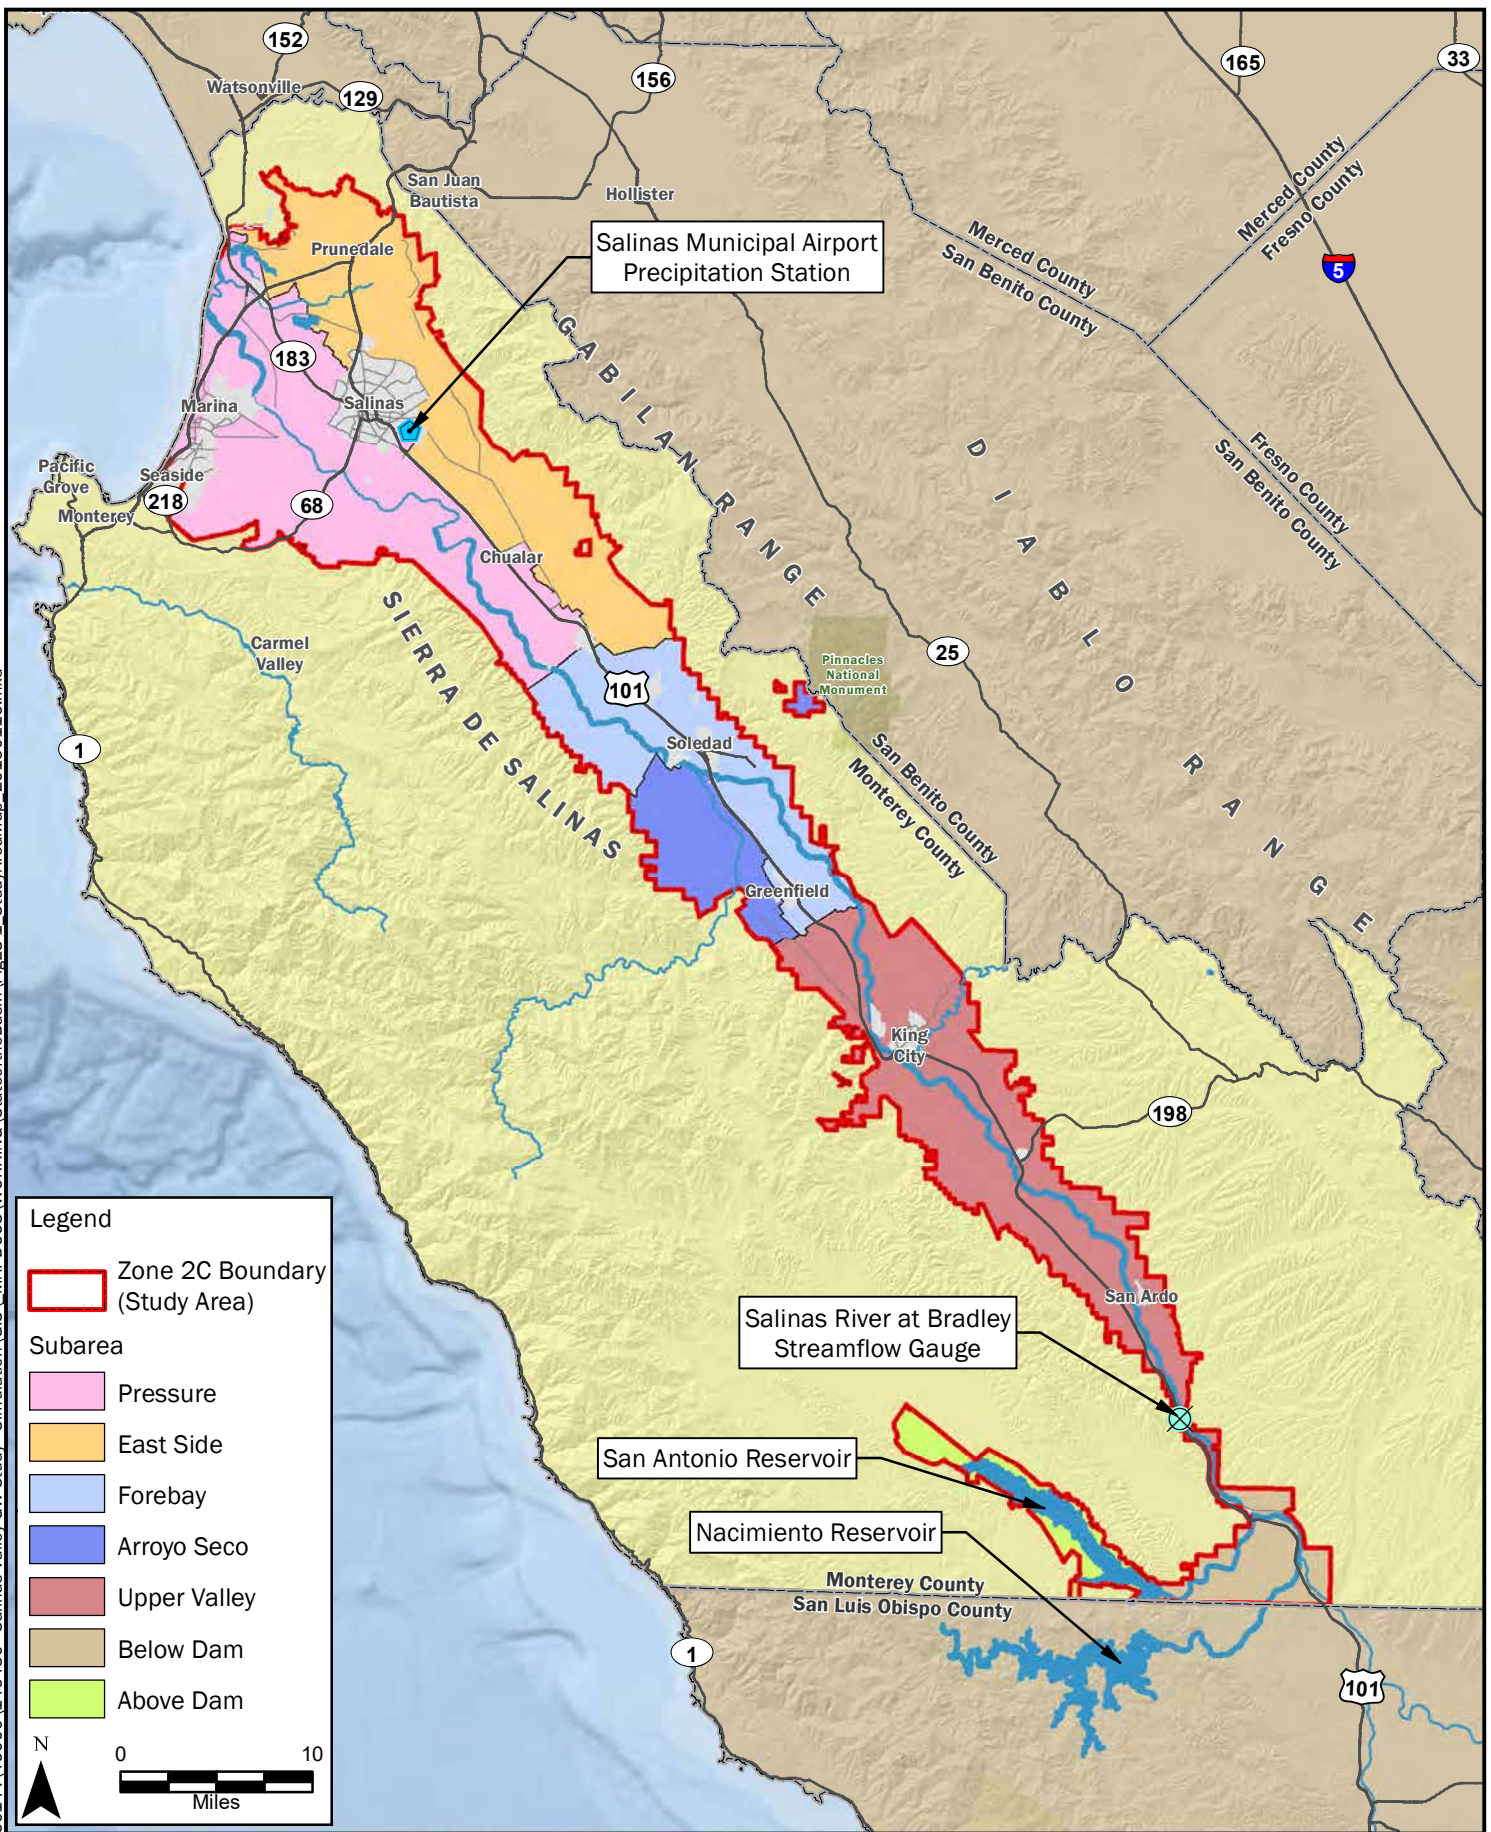 152
Watsonville
129
156
165
33
San Juan
Bautista
Hollister
Merced County
Fresno County
Merced County
San Benito County
5
Prunedale
Salinas Municipal Airport
Precipitation Station
GABILAN RANGE
183
Marina
Salinas
DIABLO RANGE
Fresno County
San Benito County
Pacific
Grove
Seaside
218
Monterey
68
Chualar
SIERRA DE SALINAS
Carmel
Valley
25
Pinnacles
National
Monument
101
1
Soledad
San Benito County
Monterey County
Greenfield
King
City
198
San Ardo
Salinas River at Bradley
Streamflow Gauge
San Antonio Reservoir
Nacimiento Reservoir
Monterey County
San Luis Obispo County
1
101
Legend
Zone 2C Boundary
(Study Area)
Subarea
Pressure
East Side
Forebay
Arroyo Seco
Upper Valley
Below Dam
Above Dam
N
0 10
Miles